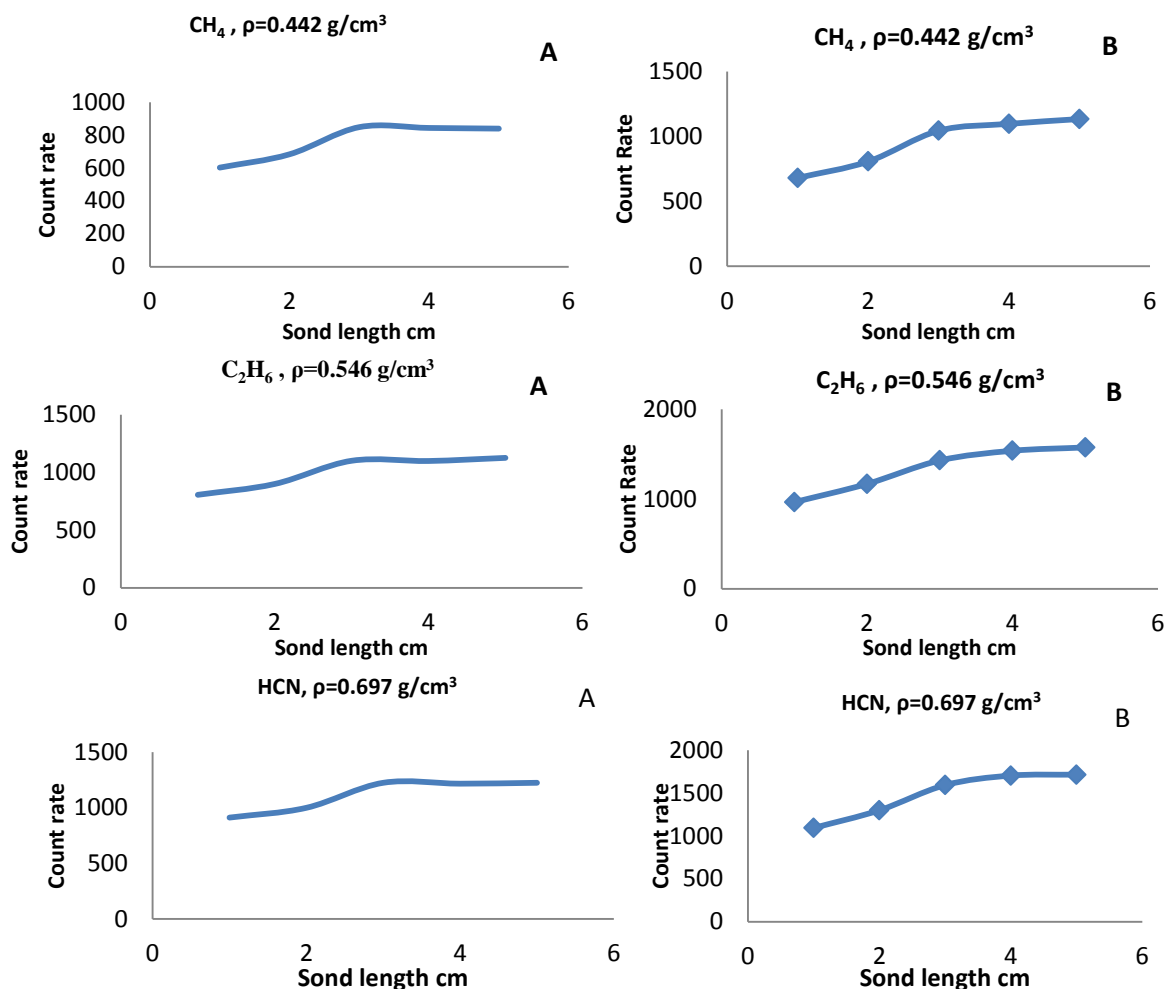 CH4 , ρ=0.442 g/cm³
A
1000
800
600
400
200
0
Count rate
0 2 4 6
Sond length cm
CH4 , ρ=0.442 g/cm³
B
1500
1000
500
0
Count Rate
0 2 4 6
Sond length cm
C2H6 , ρ=0.546 g/cm³
A
1500
1000
500
0
Count rate
0 2 4 6
Sond length cm
C2H6 , ρ=0.546 g/cm³
B
2000
1000
0
Count Rate
0 2 4 6
Sond length cm
HCN, ρ=0.697 g/cm³
A
1500
1000
500
0
Count rate
0 2 4 6
Sond length cm
HCN, ρ=0.697 g/cm³
B
2000
1500
1000
500
0
Count rate
0 2 4 6
Sond length cm